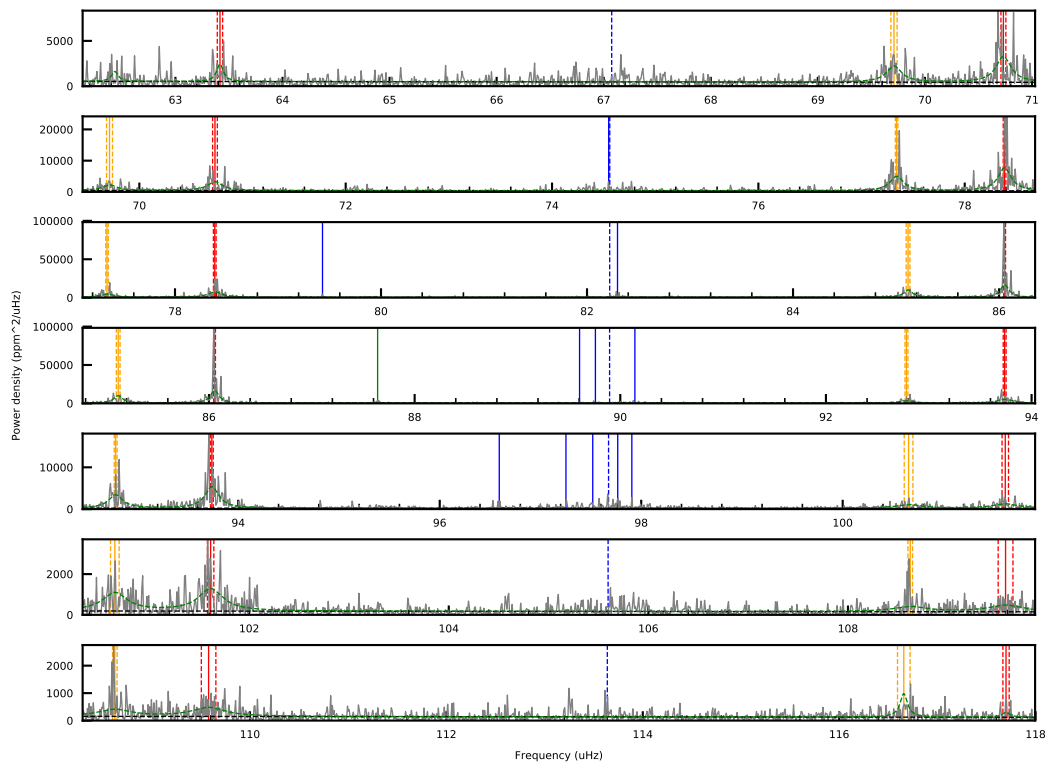 5000
0
63 64 65 66 67 68 69 70 71
20000
10000
0
70 72 74 76 78
100000
50000
0
78 80 82 84 86
100000
50000
0
86 88 90 92 94
10000
0
94 96 98 100
2000
0
102 104 106 108
2000
1000
0
110 112 114 116 118
Power density (ppm^2/uHz)
Frequency (uHz)